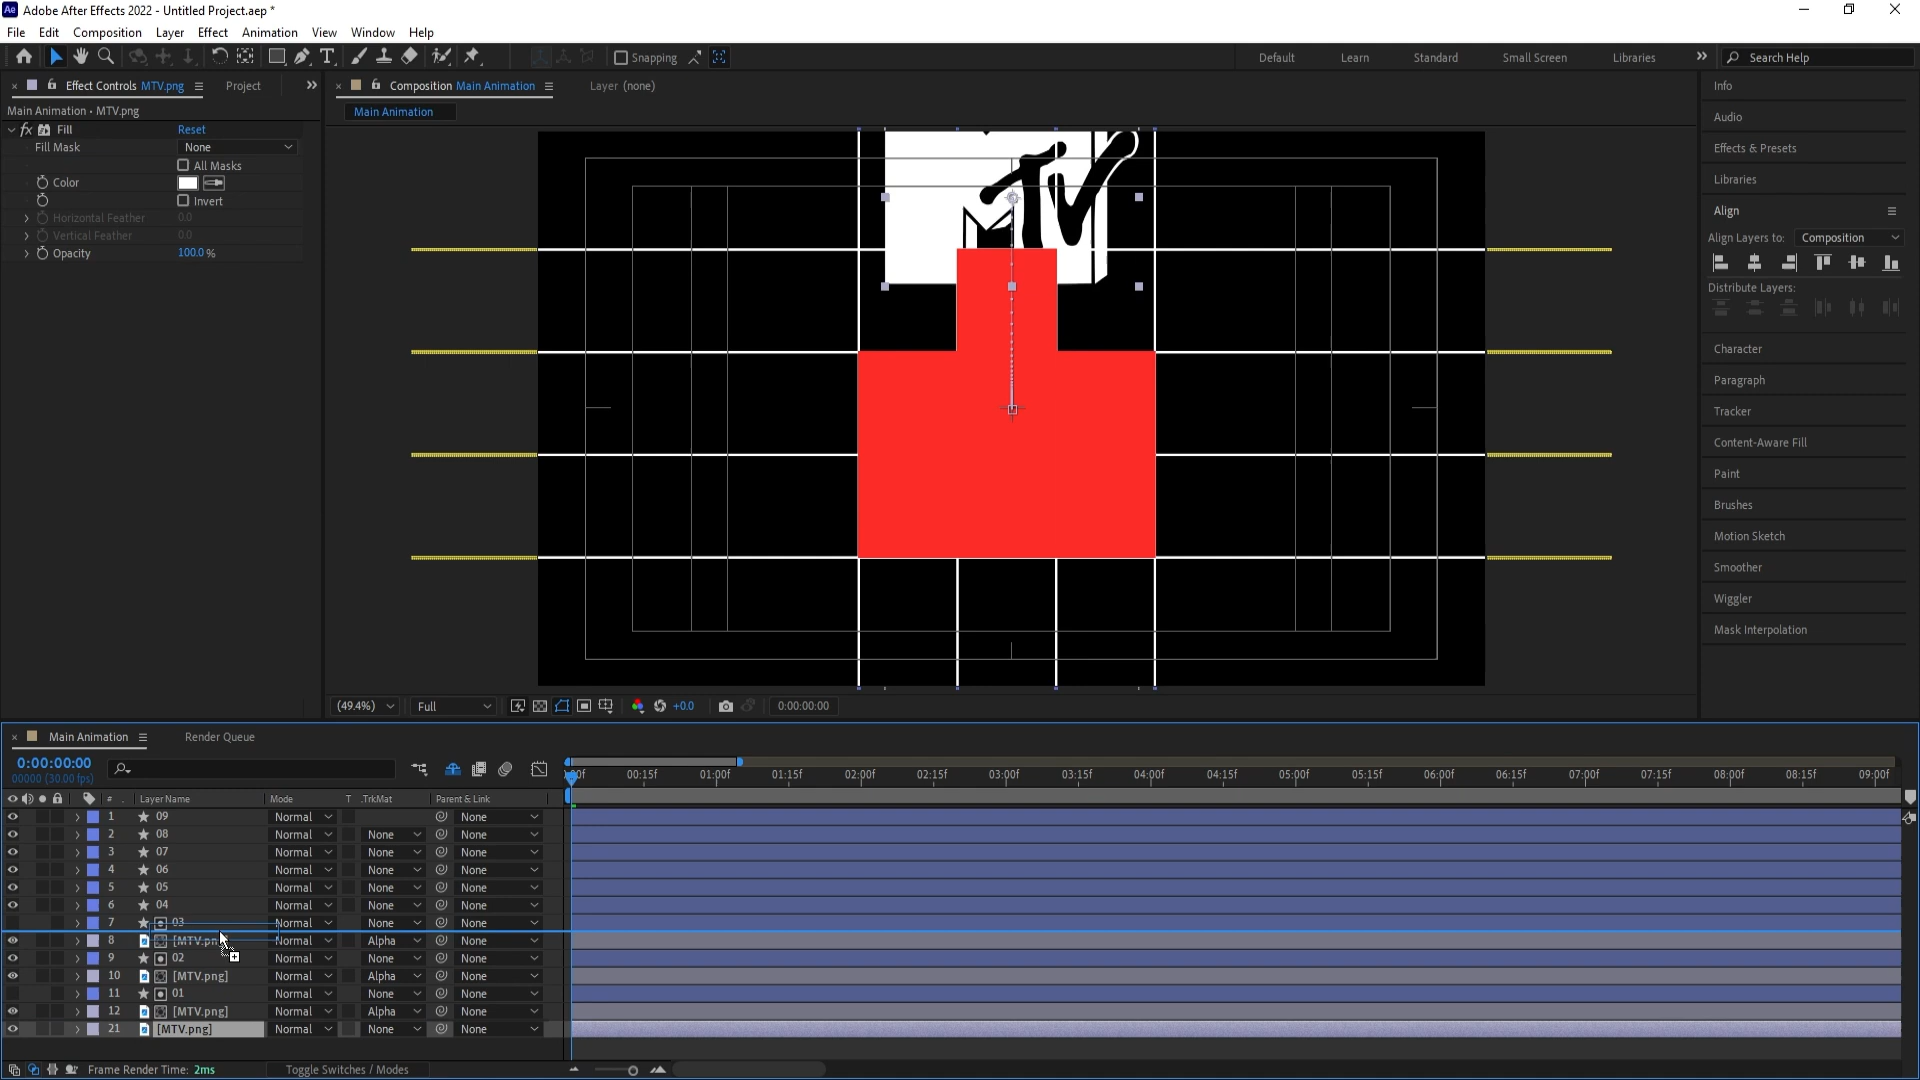 Adobe After Effects 2022 - Untitled Project.aep *
File Edit Composition Layer Effect Animation View Window Help
Snapping
Default Learn Standard Small Screen Libraries Search Help
Effect Controls MTV.png Project
Main Animation • MTV.png
fx Fill Reset
Fill Mask None
All Masks
Color
Invert
Horizontal Feather 0.0
Vertical Feather 0.0
Opacity 100.0 %
Composition Main Animation Layer (none)
Main Animation
MTV
(49.4%) Full +0.0 0:00:00:00
Info
Audio
Effects & Presets
Libraries
Align
Align Layers to: Composition
Distribute Layers:
Character
Paragraph
Tracker
Content-Aware Fill
Paint
Brushes
Motion Sketch
Smoother
Wiggler
Mask Interpolation
Main Animation Render Queue
0:00:00:00
00000 (30.00 fps)
00f 00:15f 01:00f 01:15f 02:00f 02:15f 03:00f 03:15f 04:00f 04:15f 05:00f 05:15f 06:00f 06:15f 07:00f 07:15f 08:00f 08:15f 09:00f
# Layer Name Mode T .TrkMat Parent & Link
1 09 Normal None
2 08 Normal None None
3 07 Normal None None
4 06 Normal None None
5 05 Normal None None
6 04 Normal None None
7 03 Normal None None
8 [MTV.pn Normal Alpha None
9 02 Normal None None
10 [MTV.png] Normal Alpha None
11 01 Normal None None
12 [MTV.png] Normal Alpha None
21 [MTV.png] Normal None None
Frame Render Time: 2ms Toggle Switches / Modes